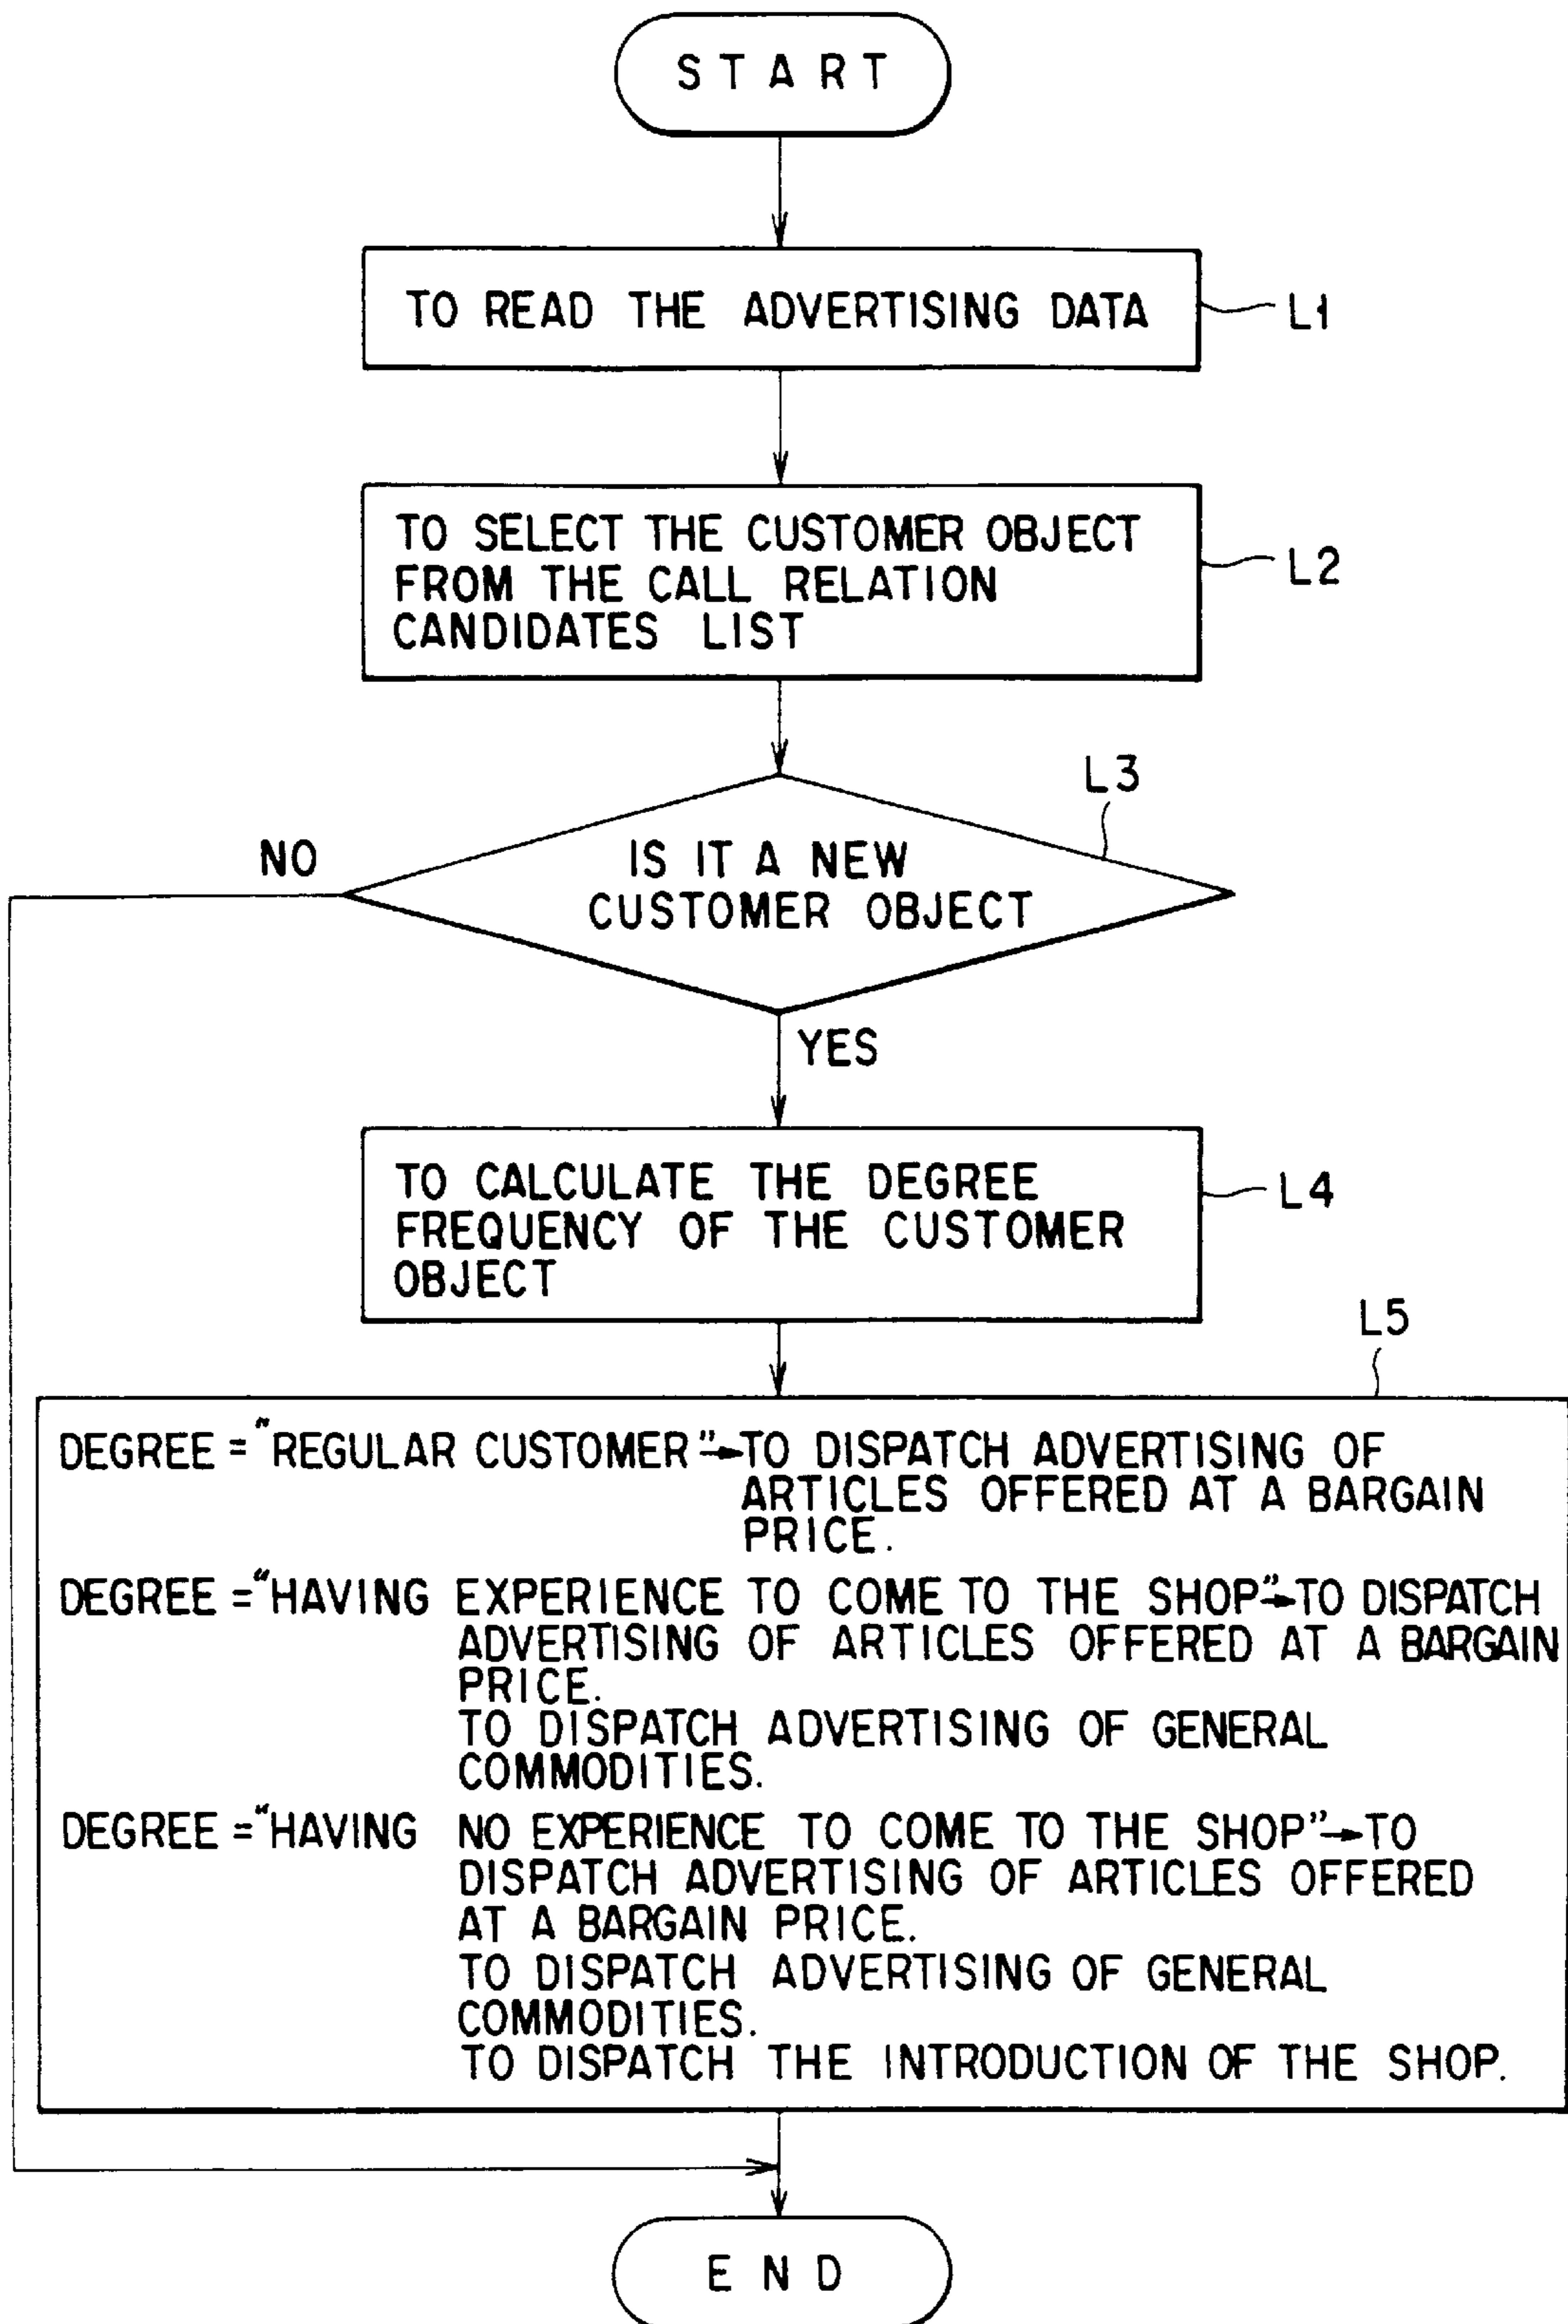 START
TO READ THE ADVERTISING DATA
L1
TO SELECT THE CUSTOMER OBJECT
FROM THE CALL RELATION
CANDIDATES LIST
L2
L3
NO
IS IT A NEW
CUSTOMER OBJECT
YES
TO CALCULATE THE DEGREE
FREQUENCY OF THE CUSTOMER
OBJECT
L4
L5
DEGREE = "REGULAR CUSTOMER"→TO DISPATCH ADVERTISING OF
ARTICLES OFFERED AT A BARGAIN
PRICE.
DEGREE = "HAVING EXPERIENCE TO COME TO THE SHOP"→TO DISPATCH
ADVERTISING OF ARTICLES OFFERED AT A BARGAIN
PRICE.
TO DISPATCH ADVERTISING OF GENERAL
COMMODITIES.
DEGREE = "HAVING NO EXPERIENCE TO COME TO THE SHOP"→TO
DISPATCH ADVERTISING OF ARTICLES OFFERED
AT A BARGAIN PRICE.
TO DISPATCH ADVERTISING OF GENERAL
COMMODITIES.
TO DISPATCH THE INTRODUCTION OF THE SHOP.
END